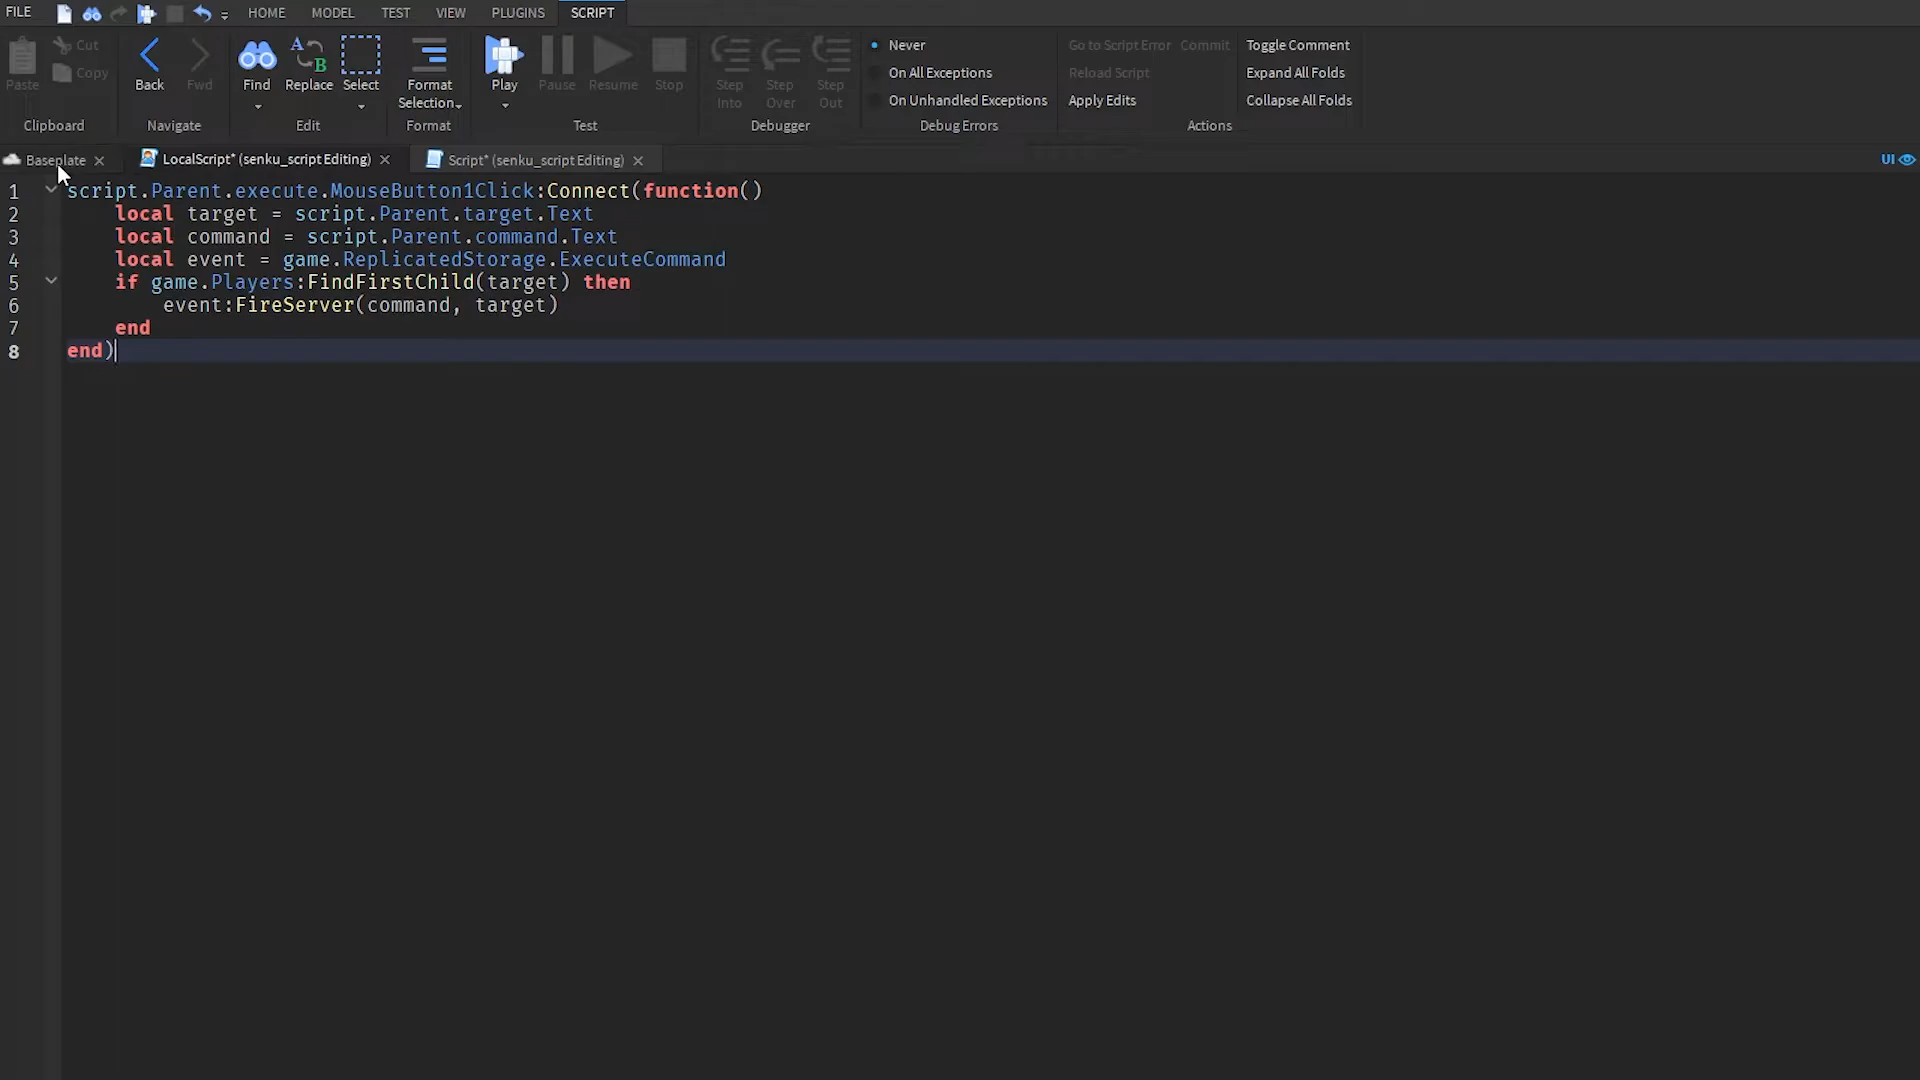 FILE HOME MODEL TEST VIEW PLUGINS SCRIPT
Paste Cut Copy
Clipboard
Back Fwd
Navigate
Find Replace Select
Edit
Format Selection
Format
Play Pause Resume Stop
Test
Step Into Step Over Step Out
Debugger
Never
On All Exceptions
On Unhandled Exceptions
Debug Errors
Go to Script Error Commit
Reload Script
Apply Edits
Toggle Comment
Expand All Folds
Collapse All Folds
Actions
Baseplate LocalScript* (senku_script Editing) Script* (senku_script Editing) UI
1 script.Parent.execute.MouseButton1Click:Connect(function()
2 local target = script.Parent.target.Text
3 local command = script.Parent.command.Text
4 local event = game.ReplicatedStorage.ExecuteCommand
5 if game.Players:FindFirstChild(target) then
6 event:FireServer(command, target)
7 end
8 end)